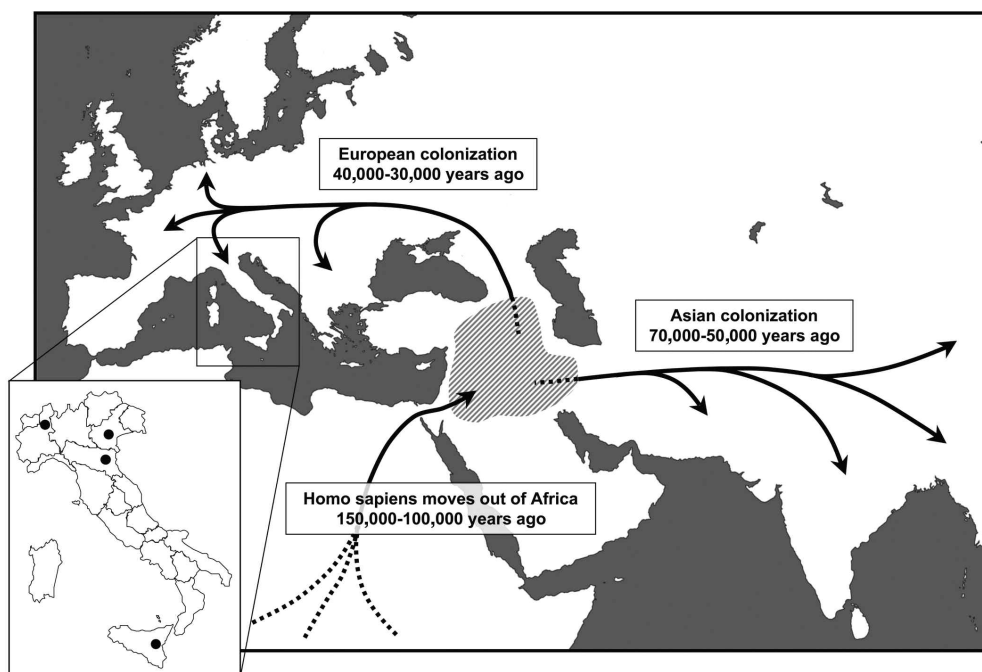 European colonization
40,000-30,000 years ago
Asian colonization
70,000-50,000 years ago
Homo sapiens moves out of Africa
150,000-100,000 years ago